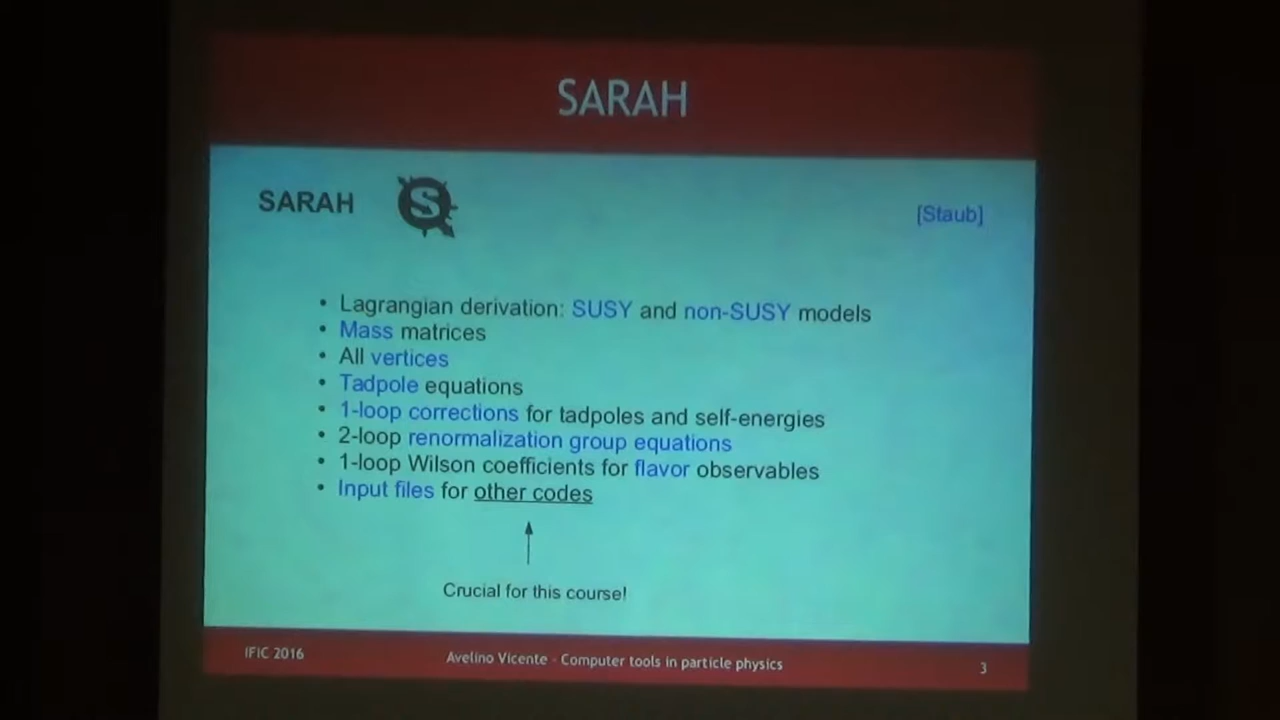 SARAH
SARAH S [Staub]
• Lagrangian derivation: SUSY and non-SUSY models
• Mass matrices
• All vertices
• Tadpole equations
• 1-loop corrections for tadpoles and self-energies
• 2-loop renormalization group equations
• 1-loop Wilson coefficients for flavor observables
• Input files for other codes
Crucial for this course!
IFIC 2016 Avelino Vicente - Computer tools in particle physics 3